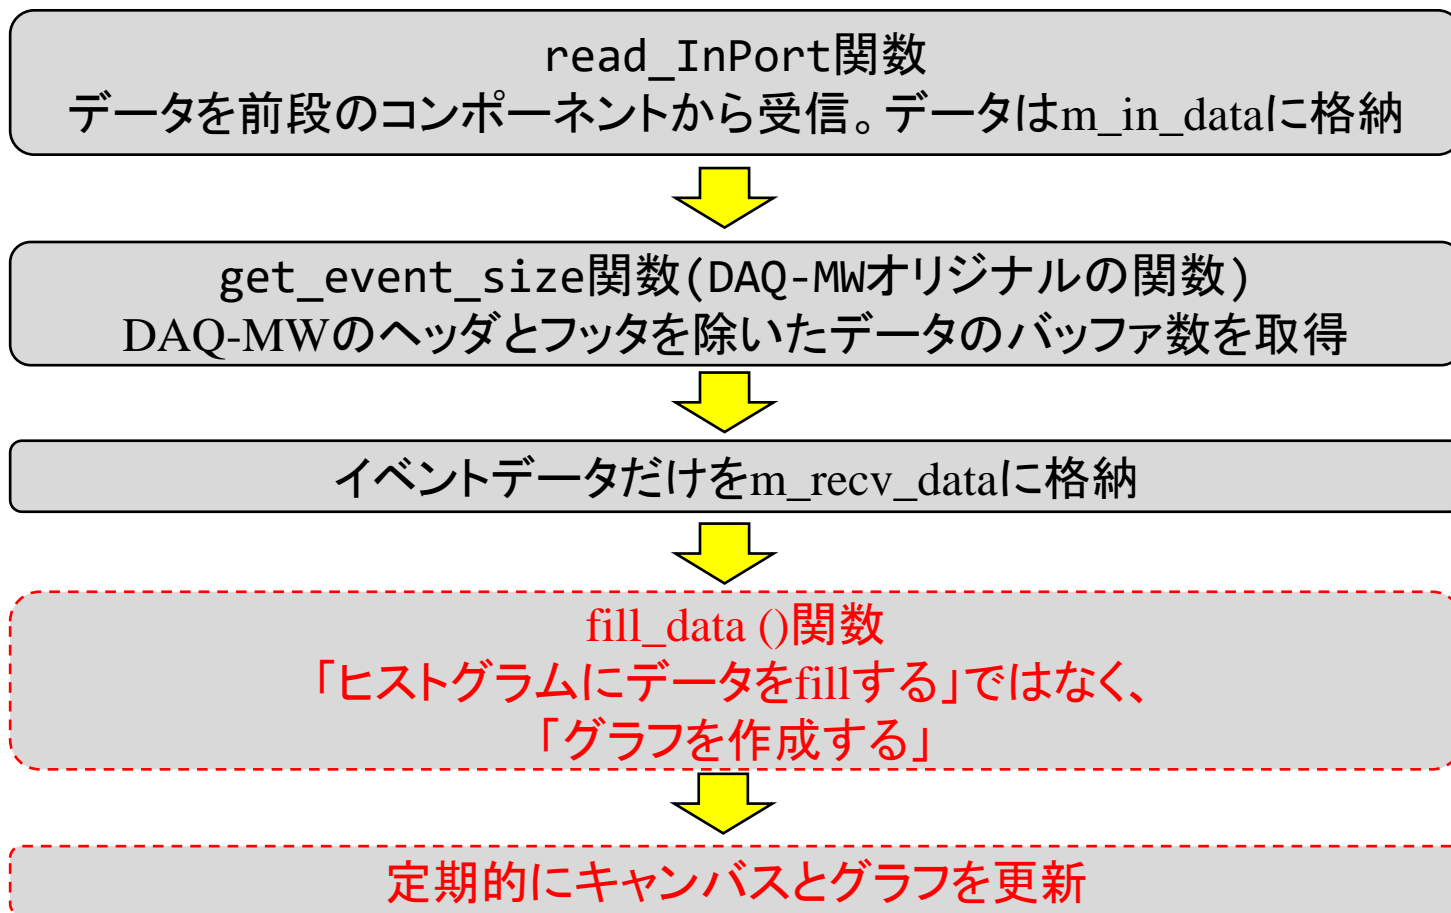 read_InPort関数
データを前段のコンポーネントから受信。データはm_in_dataに格納
get_event_size関数(DAQ-MWオリジナルの関数)
DAQ-MWのヘッダとフッタを除いたデータのバッファ数を取得
イベントデータだけをm_recv_dataに格納
fill_data ()関数
「ヒストグラムにデータをfillする」ではなく、
「グラフを作成する」
定期的にキャンバスとグラフを更新